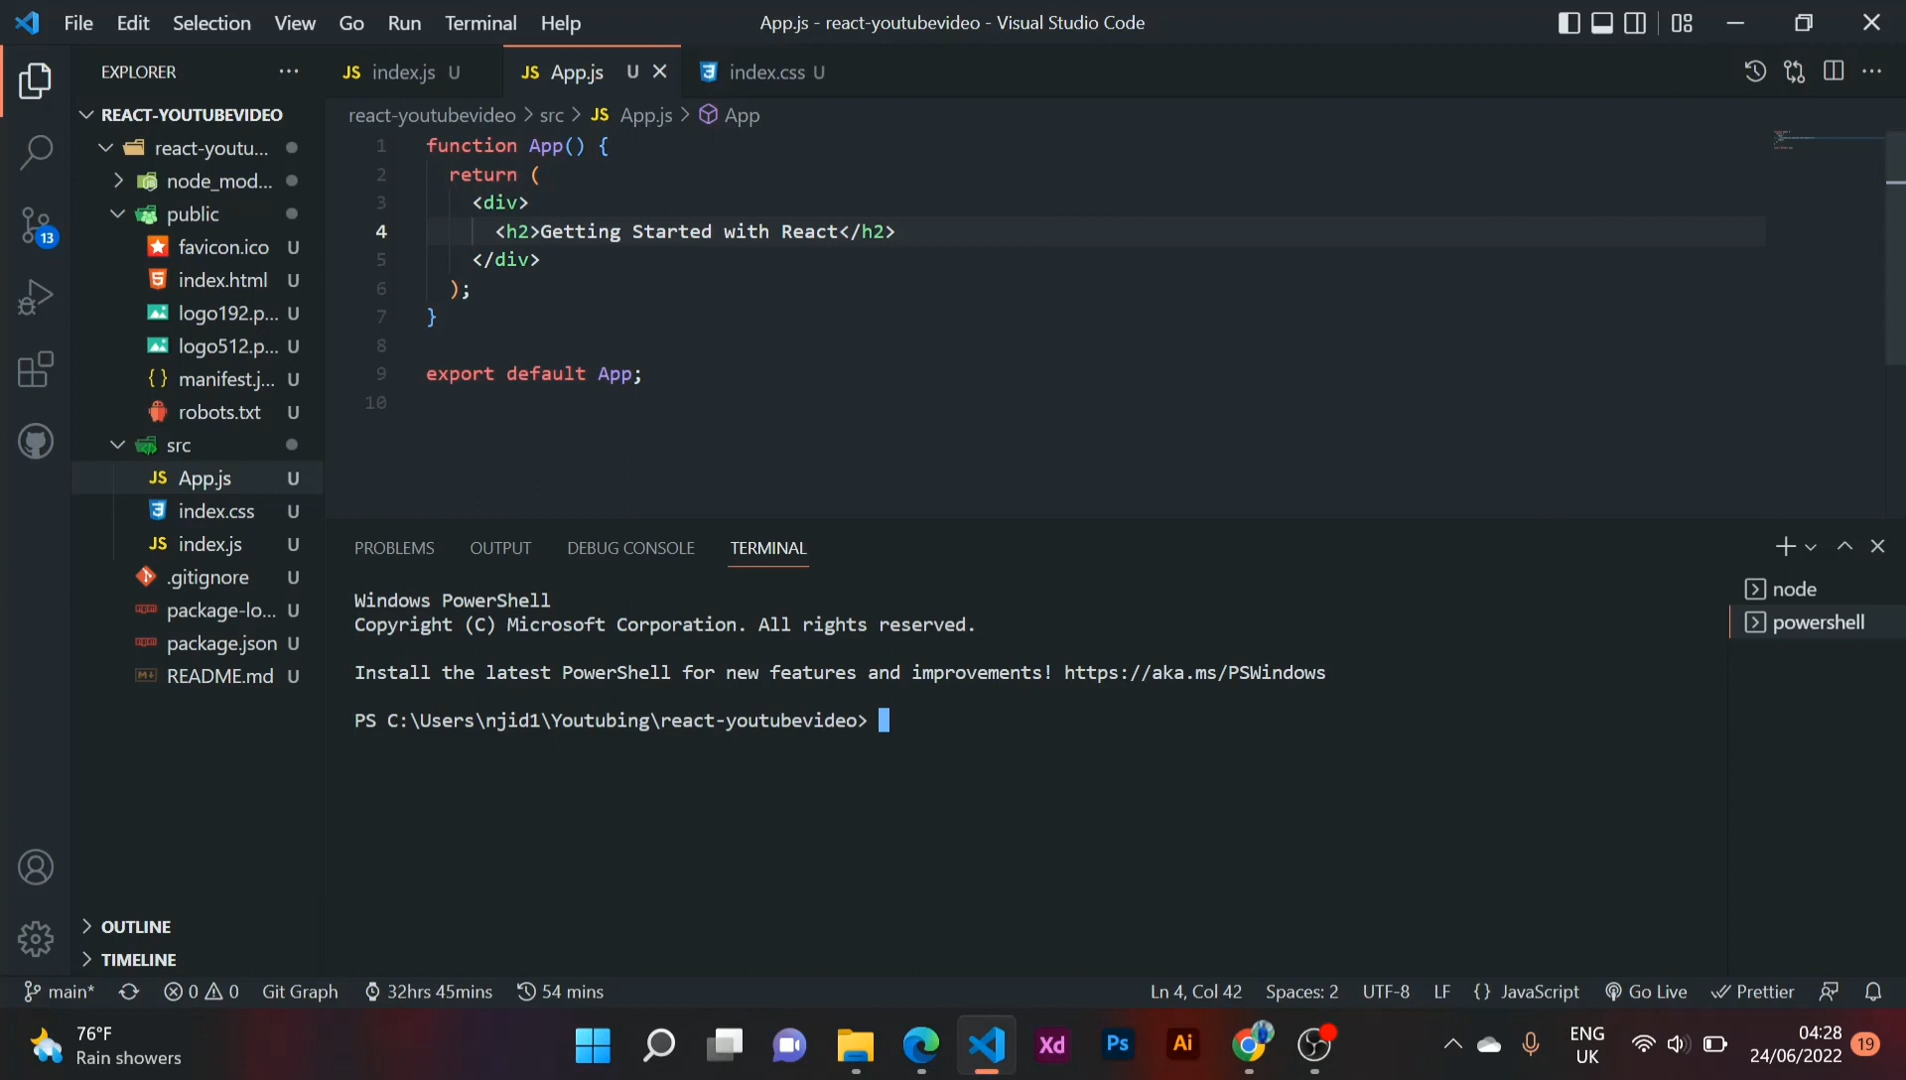 File Edit Selection View Go Run Terminal Help
App.js - react-youtubevideo - Visual Studio Code
EXPLORER
JS index.js U
JS App.js U
index.css U
REACT-YOUTUBEVIDEO
react-youtu...
node_mod...
public
favicon.ico U
index.html U
logo192.p... U
logo512.p... U
{ } manifest.j... U
robots.txt U
src
JS App.js U
index.css U
JS index.js U
.gitignore U
package-lo... U
package.json U
README.md U
13
OUTLINE
TIMELINE
react-youtubevideo > src > JS App.js > App
1 function App() {
2 return (
3 <div>
4 <h2>Getting Started with React</h2>
5 </div>
6 );
7 }
8
9 export default App;
10
PROBLEMS OUTPUT DEBUG CONSOLE TERMINAL
node
powershell
Windows PowerShell
Copyright (C) Microsoft Corporation. All rights reserved.
Install the latest PowerShell for new features and improvements! https://aka.ms/PSWindows
PS C:\Users\njid1\Youtubing\react-youtubevideo>
main* 0 0 Git Graph 32hrs 45mins 54 mins
Ln 4, Col 42 Spaces: 2 UTF-8 LF { } JavaScript Go Live Prettier
76°F
Rain showers
Xd Ps Ai
ENG
UK
04:28
24/06/2022
19